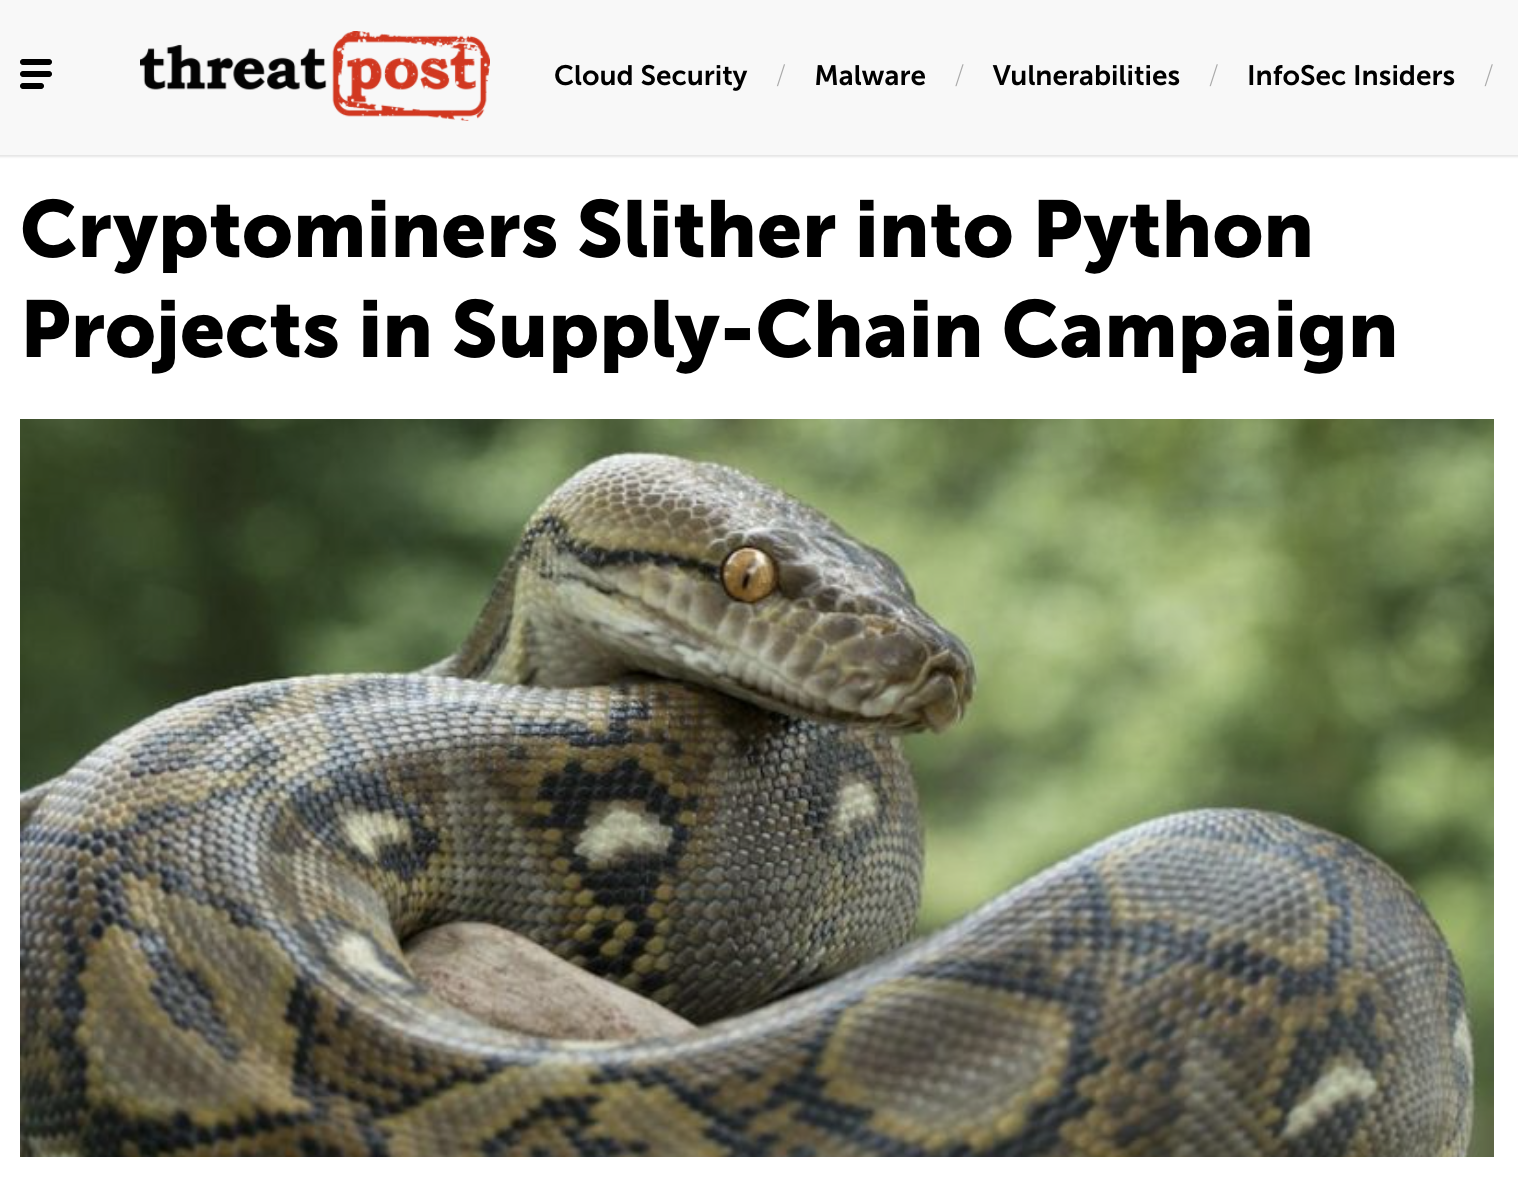 threatpost
Cloud Security / Malware / Vulnerabilities / InfoSec Insiders /
Cryptominers Slither into Python
Projects in Supply-Chain Campaign